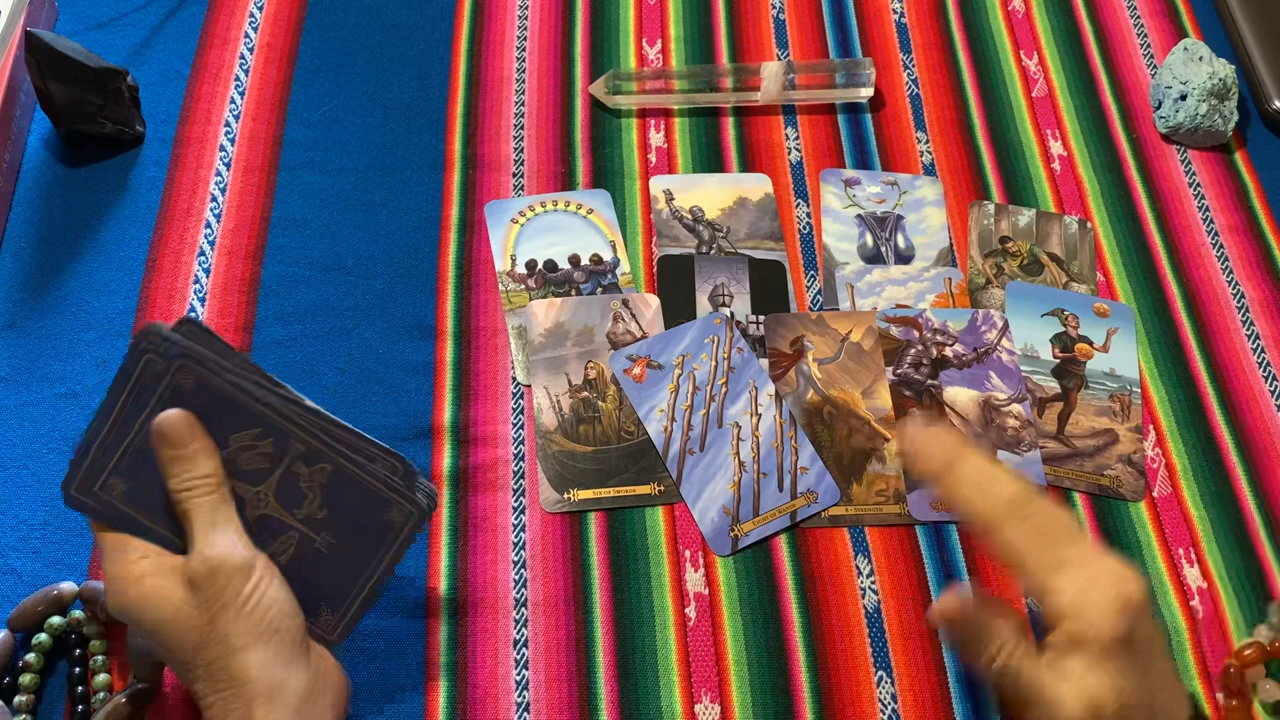 SIX OF SWORDS
EIGHT OF WANDS
8 • STRENGTH
TWO OF PENTACLES